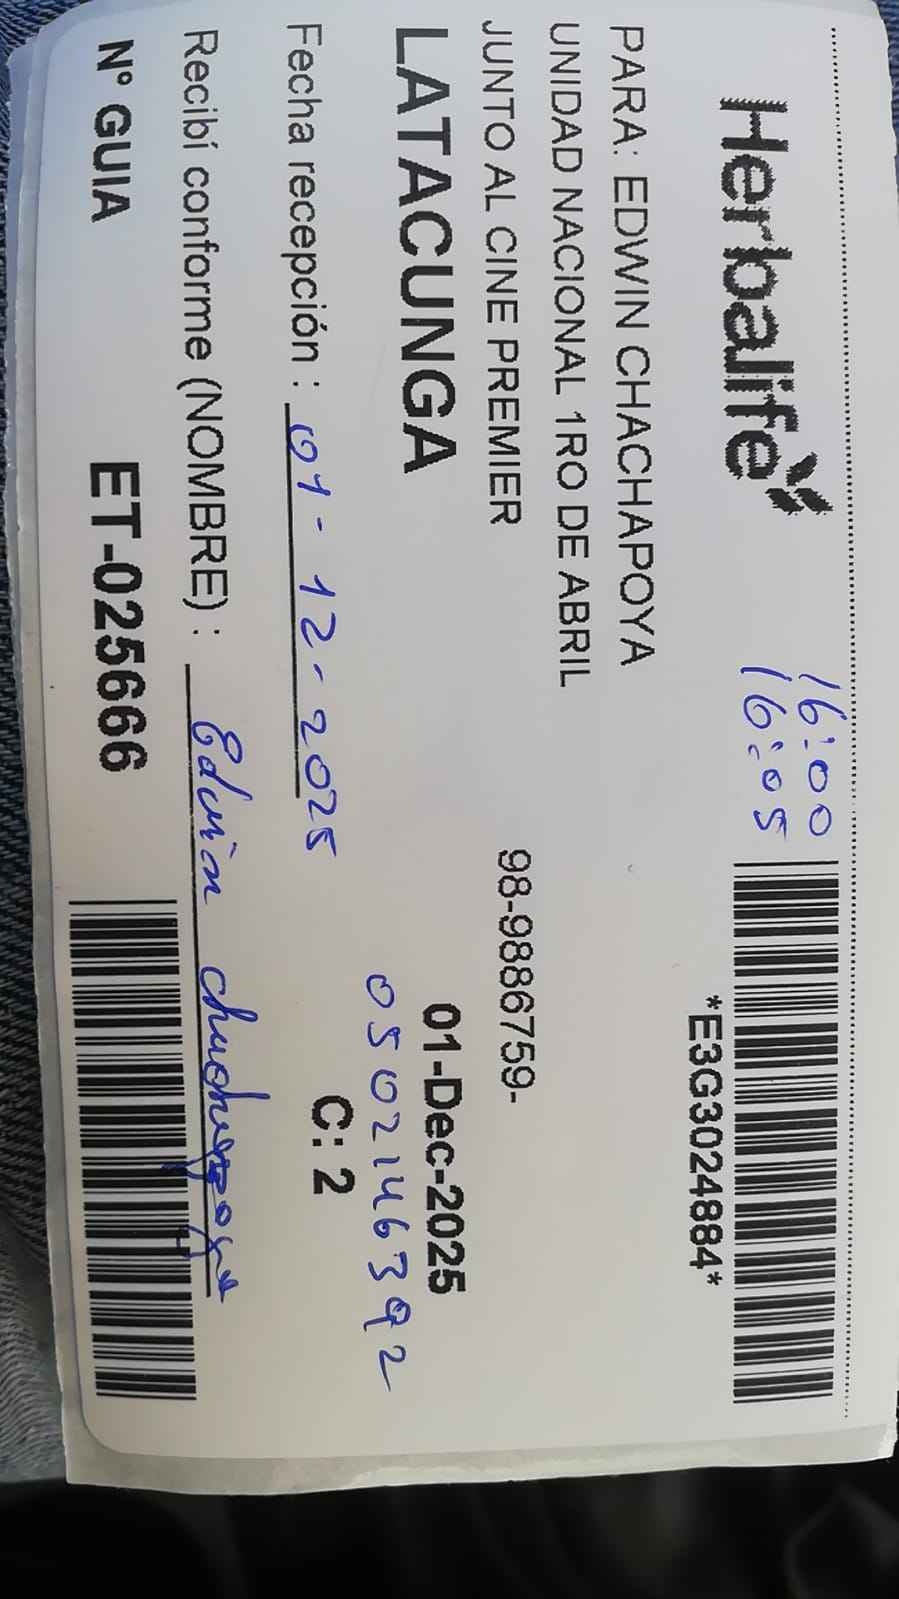 Herbalife
16:00
16:05
*E3G3024884*
PARA: EDWIN CHACHAPOYA
UNIDAD NACIONAL 1RO DE ABRIL
JUNTO AL CINE PREMIER
98-9886759-
LATACUNGA
01-Dec-2025
0502146392
Fecha recepción : 01-12-2025
C: 2
Recibí conforme (NOMBRE) : Edwin Chachapoya
N° GUIA ET-025666